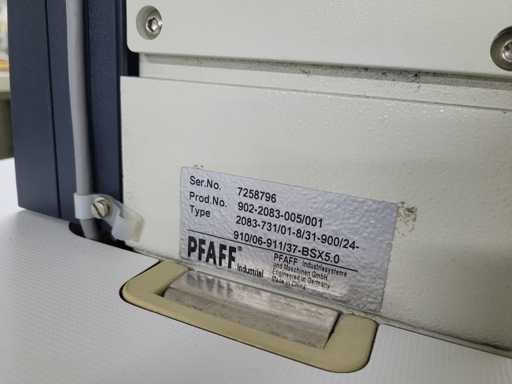 Ser.No. 7258796
Prod.No. 902-2083-005/001
Type 2083-731/01-8/31-900/24-
910/06-911/37-BSX5.0
PFAFF® Industrial
PFAFF Industriesysteme
und Maschinen GmbH
Engineered in Germany
Made in China